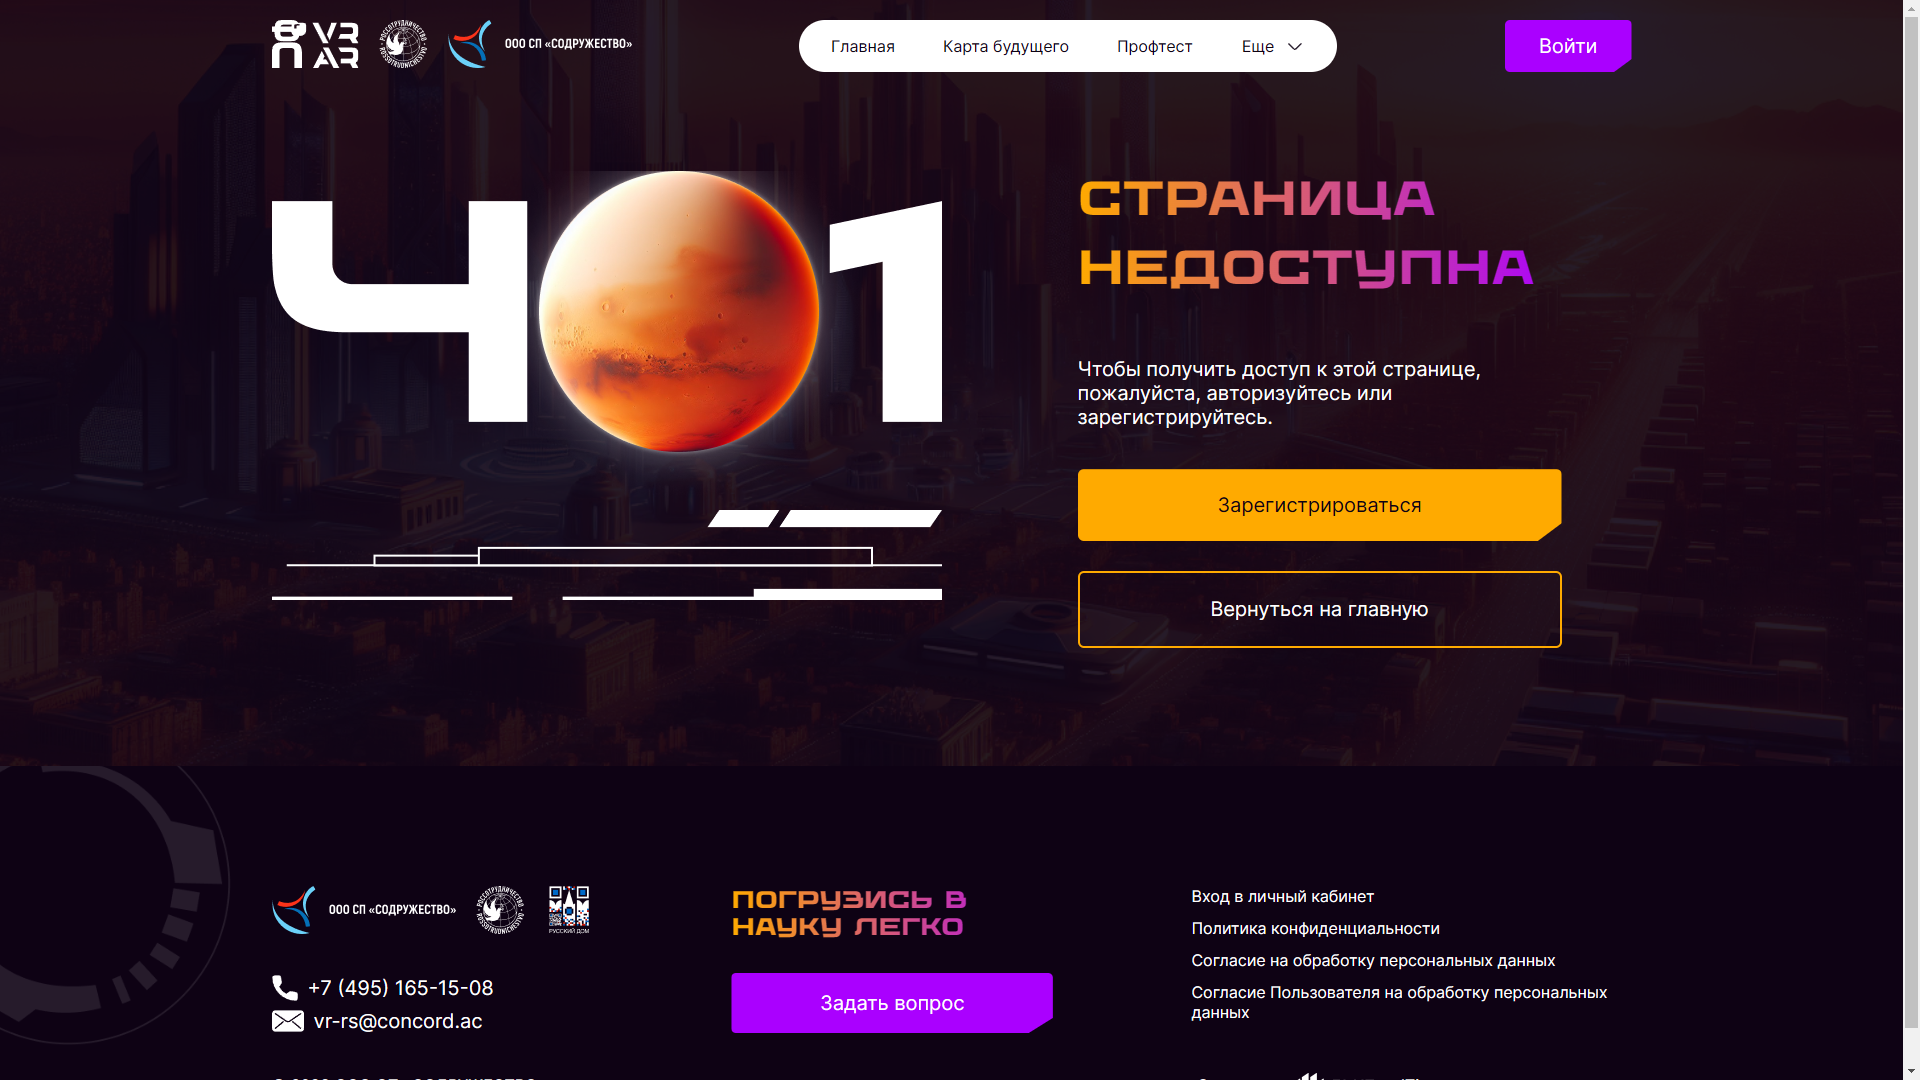 VR
AR
ООО СП «СОДРУЖЕСТВО»
Главная
Карта будущего
Профтест
Еще
Войти
401
СТРАНИЦА
НЕДОСТУПНА
Чтобы получить доступ к этой странице,
пожалуйста, авторизуйтесь или
зарегистрируйтесь.
Зарегистрироваться
Вернуться на главную
ООО СП «СОДРУЖЕСТВО»
РУССКИЙ ДОМ
+7 (495) 165-15-08
vr-rs@concord.ac
ПОГРУЗИСЬ В
НАУКУ ЛЕГКО
Задать вопрос
Вход в личный кабинет
Политика конфиденциальности
Согласие на обработку персональных данных
Согласие Пользователя на обработку персональных
данных